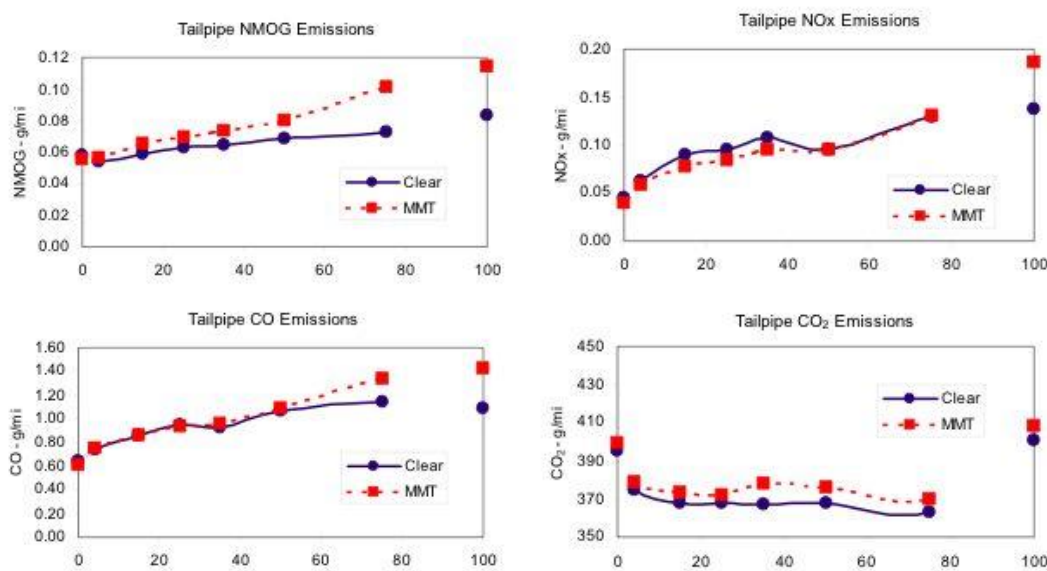 Tailpipe NMOG Emissions
0.12
0.10
0.08
0.06
0.04
0.02
0.00
NMOG - g/mi
Clear
MMT
0 20 40 60 80 100
Tailpipe NOx Emissions
0.20
0.15
0.10
0.05
0.00
NOx - g/mi
Clear
MMT
0 20 40 60 80 100
Tailpipe CO Emissions
1.60
1.40
1.20
1.00
0.80
0.60
0.40
0.20
0.00
CO - g/mi
Clear
MMT
0 20 40 60 80 100
Tailpipe CO₂ Emissions
450
430
410
390
370
350
CO₂ - g/mi
Clear
MMT
0 20 40 60 80 100